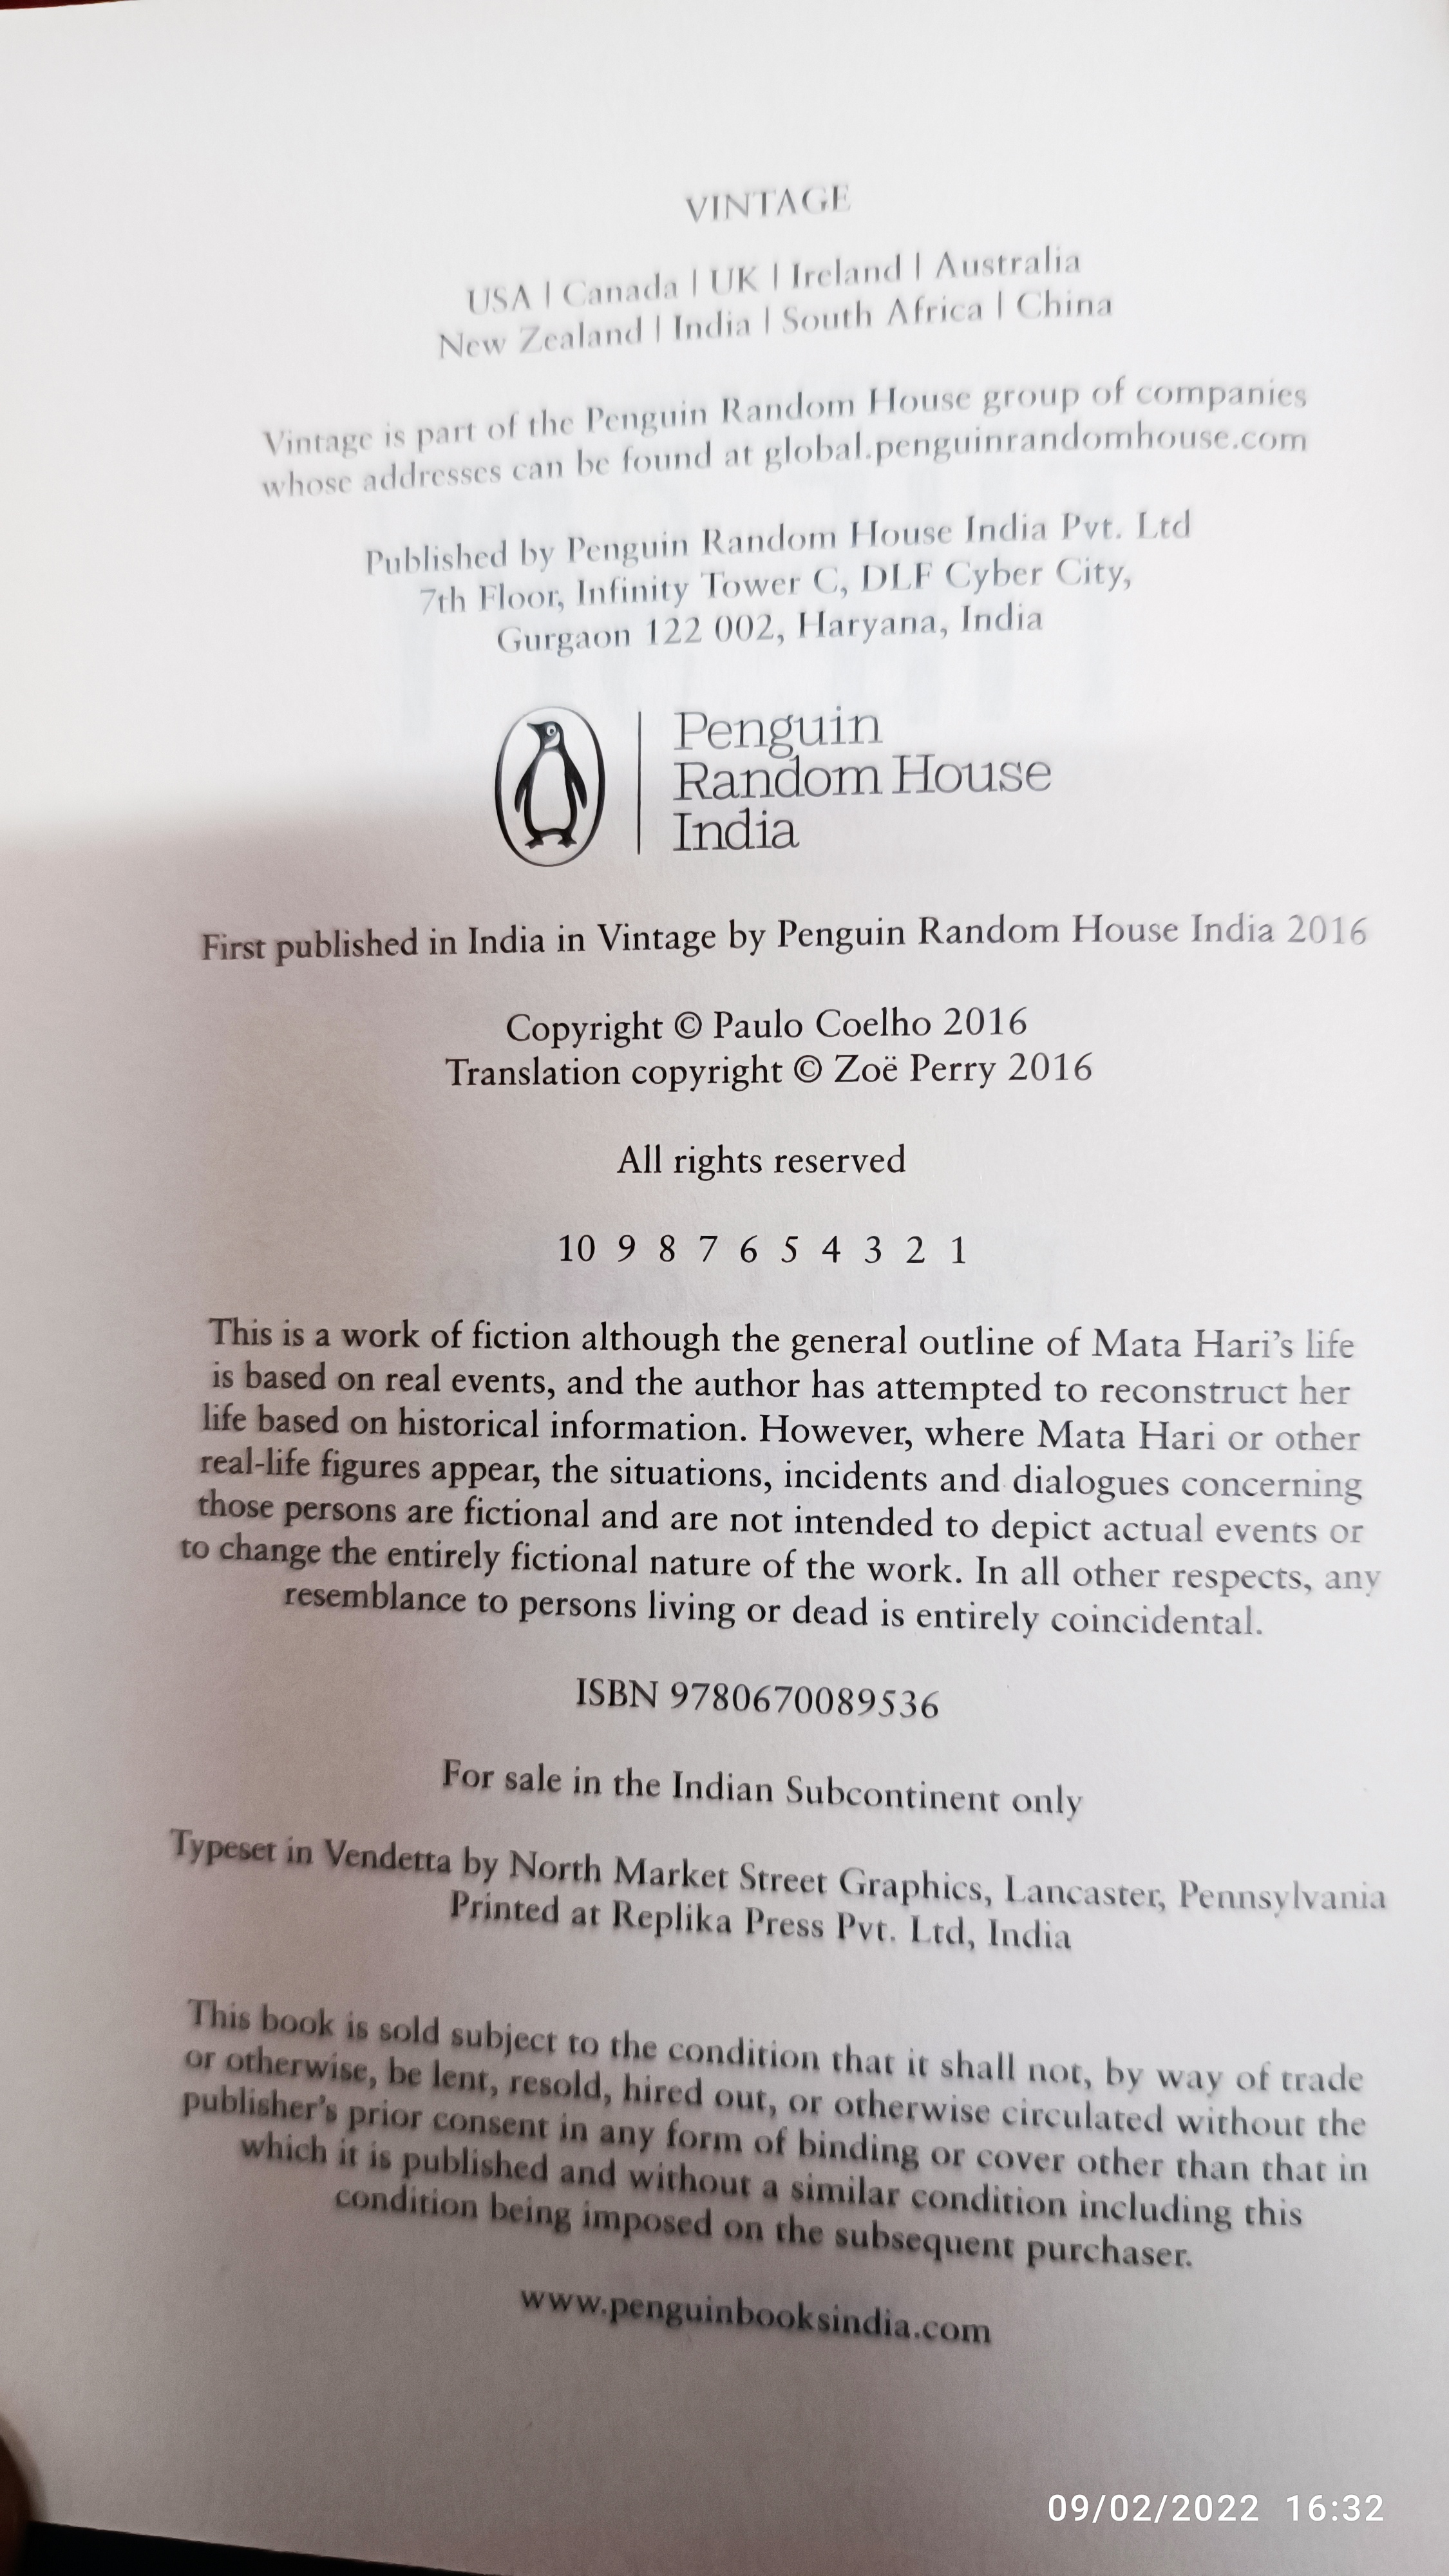 VINTAGE
USA | Canada | UK | Ireland | Australia
New Zealand | India | South Africa | China
Vintage is part of the Penguin Random House group of companies
whose addresses can be found at global.penguinrandomhouse.com
Published by Penguin Random House India Pvt. Ltd
7th Floor, Infinity Tower C, DLF Cyber City,
Gurgaon 122 002, Haryana, India
Penguin
Random House
India
First published in India in Vintage by Penguin Random House India 2016
Copyright © Paulo Coelho 2016
Translation copyright © Zoë Perry 2016
All rights reserved
10 9 8 7 6 5 4 3 2 1
This is a work of fiction although the general outline of Mata Hari's life
is based on real events, and the author has attempted to reconstruct her
life based on historical information. However, where Mata Hari or other
real-life figures appear, the situations, incidents and dialogues concerning
those persons are fictional and are not intended to depict actual events or
to change the entirely fictional nature of the work. In all other respects, any
resemblance to persons living or dead is entirely coincidental.
ISBN 9780670089536
For sale in the Indian Subcontinent only
Typeset in Vendetta by North Market Street Graphics, Lancaster, Pennsylvania
Printed at Replika Press Pvt. Ltd, India
This book is sold subject to the condition that it shall not, by way of trade
or otherwise, be lent, resold, hired out, or otherwise circulated without the
publisher's prior consent in any form of binding or cover other than that in
which it is published and without a similar condition including this
condition being imposed on the subsequent purchaser.
www.penguinbooksindia.com
09/02/2022 16:32